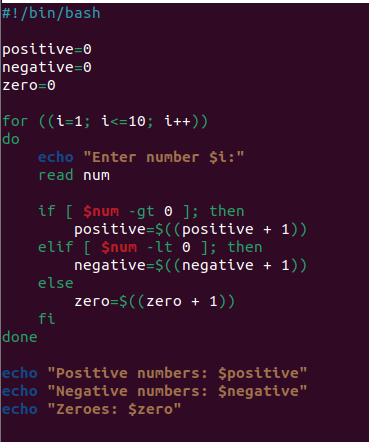 #!/bin/bash

positive=0
negative=0
zero=0

for ((i=1; i<=10; i++))
do
    echo "Enter number $i:"
    read num

    if [ $num -gt 0 ]; then
        positive=$((positive + 1))
    elif [ $num -lt 0 ]; then
        negative=$((negative + 1))
    else
        zero=$((zero + 1))
    fi
done

echo "Positive numbers: $positive"
echo "Negative numbers: $negative"
echo "Zeroes: $zero"